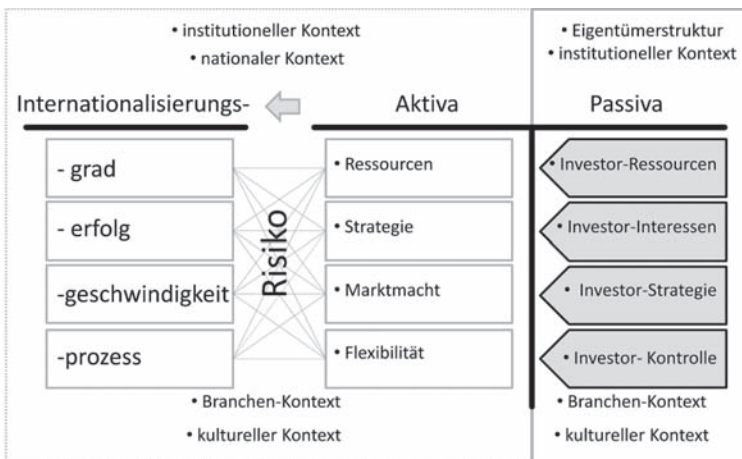 • institutioneller Kontext
• nationaler Kontext
• Eigentümerstruktur
• institutioneller Kontext
Internationalisierungs-
Aktiva
Passiva
- grad
- erfolg
-geschwindigkeit
-prozess
Risiko
• Ressourcen
• Strategie
• Marktmacht
• Flexibilität
• Investor-Ressourcen
• Investor-Interessen
• Investor-Strategie
• Investor- Kontrolle
• Branchen-Kontext
• kultureller Kontext
• Branchen-Kontext
• kultureller Kontext